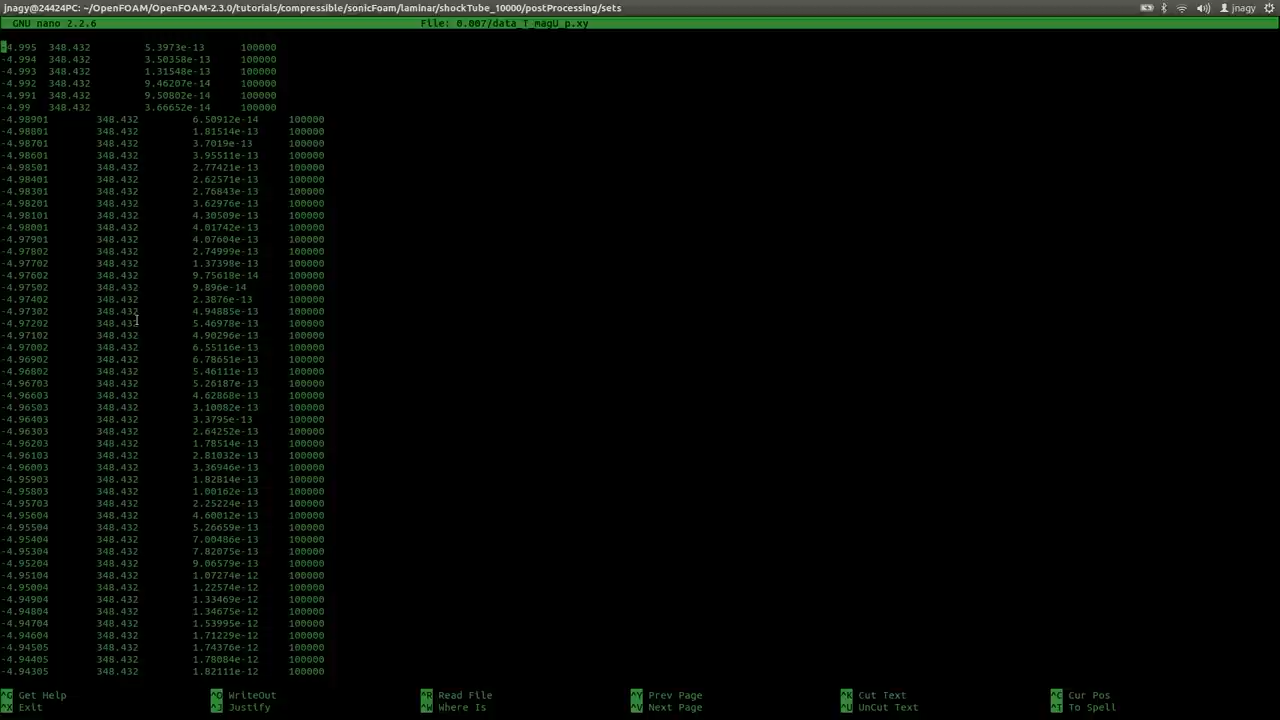 jnagy@24424PC: ~/OpenFOAM/OpenFOAM-2.3.0/tutorials/compressible/sonicFoam/laminar/shockTube_10000/postProcessing/sets
GNU nano 2.2.6 File: 0.007/data_T_magU_p.xy
-4.995 348.432 5.3973e-13 100000
-4.994 348.432 3.50358e-13 100000
-4.993 348.432 1.31548e-13 100000
-4.992 348.432 9.46207e-14 100000
-4.991 348.432 9.50802e-14 100000
-4.99 348.432 3.66652e-14 100000
-4.98901 348.432 6.50912e-14 100000
-4.98801 348.432 1.81514e-13 100000
-4.98701 348.432 3.7019e-13 100000
-4.98601 348.432 3.95511e-13 100000
-4.98501 348.432 2.77421e-13 100000
-4.98401 348.432 2.62571e-13 100000
-4.98301 348.432 2.76843e-13 100000
-4.98201 348.432 3.62976e-13 100000
-4.98101 348.432 4.30509e-13 100000
-4.98001 348.432 4.01742e-13 100000
-4.97901 348.432 4.07604e-13 100000
-4.97802 348.432 2.74999e-13 100000
-4.97702 348.432 1.37398e-13 100000
-4.97602 348.432 9.75618e-14 100000
-4.97502 348.432 9.896e-14 100000
-4.97402 348.432 2.3876e-13 100000
-4.97302 348.432 4.94885e-13 100000
-4.97202 348.432 5.46978e-13 100000
-4.97102 348.432 4.90296e-13 100000
-4.97002 348.432 6.55116e-13 100000
-4.96902 348.432 6.78651e-13 100000
-4.96802 348.432 5.46111e-13 100000
-4.96703 348.432 5.26187e-13 100000
-4.96603 348.432 4.62868e-13 100000
-4.96503 348.432 3.10082e-13 100000
-4.96403 348.432 3.3795e-13 100000
-4.96303 348.432 2.64252e-13 100000
-4.96203 348.432 1.78514e-13 100000
-4.96103 348.432 2.81032e-13 100000
-4.96003 348.432 3.36946e-13 100000
-4.95903 348.432 1.82814e-13 100000
-4.95803 348.432 1.00162e-13 100000
-4.95703 348.432 2.25224e-13 100000
-4.95604 348.432 4.60012e-13 100000
-4.95504 348.432 5.26659e-13 100000
-4.95404 348.432 7.00486e-13 100000
-4.95304 348.432 7.82075e-13 100000
-4.95204 348.432 9.06579e-13 100000
-4.95104 348.432 1.07274e-12 100000
-4.95004 348.432 1.22574e-12 100000
-4.94904 348.432 1.33469e-12 100000
-4.94804 348.432 1.34675e-12 100000
-4.94704 348.432 1.53995e-12 100000
-4.94604 348.432 1.71229e-12 100000
-4.94505 348.432 1.74376e-12 100000
-4.94405 348.432 1.78084e-12 100000
-4.94305 348.432 1.82111e-12 100000
^G Get Help ^O WriteOut ^R Read File ^Y Prev Page ^K Cut Text ^C Cur Pos
^X Exit ^J Justify ^W Where Is ^V Next Page ^U UnCut Text ^T To Spell